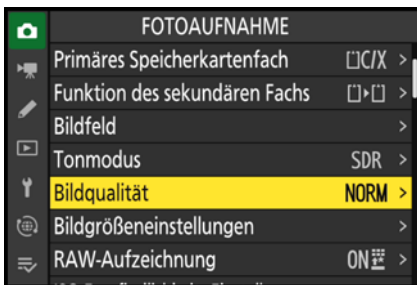 FOTOAUFNAHME
Primäres Speicherkartenfach C/X
Funktion des sekundären Fachs
Bildfeld
Tonmodus SDR
Bildqualität NORM
Bildgrößeneinstellungen
RAW-Aufzeichnung ON